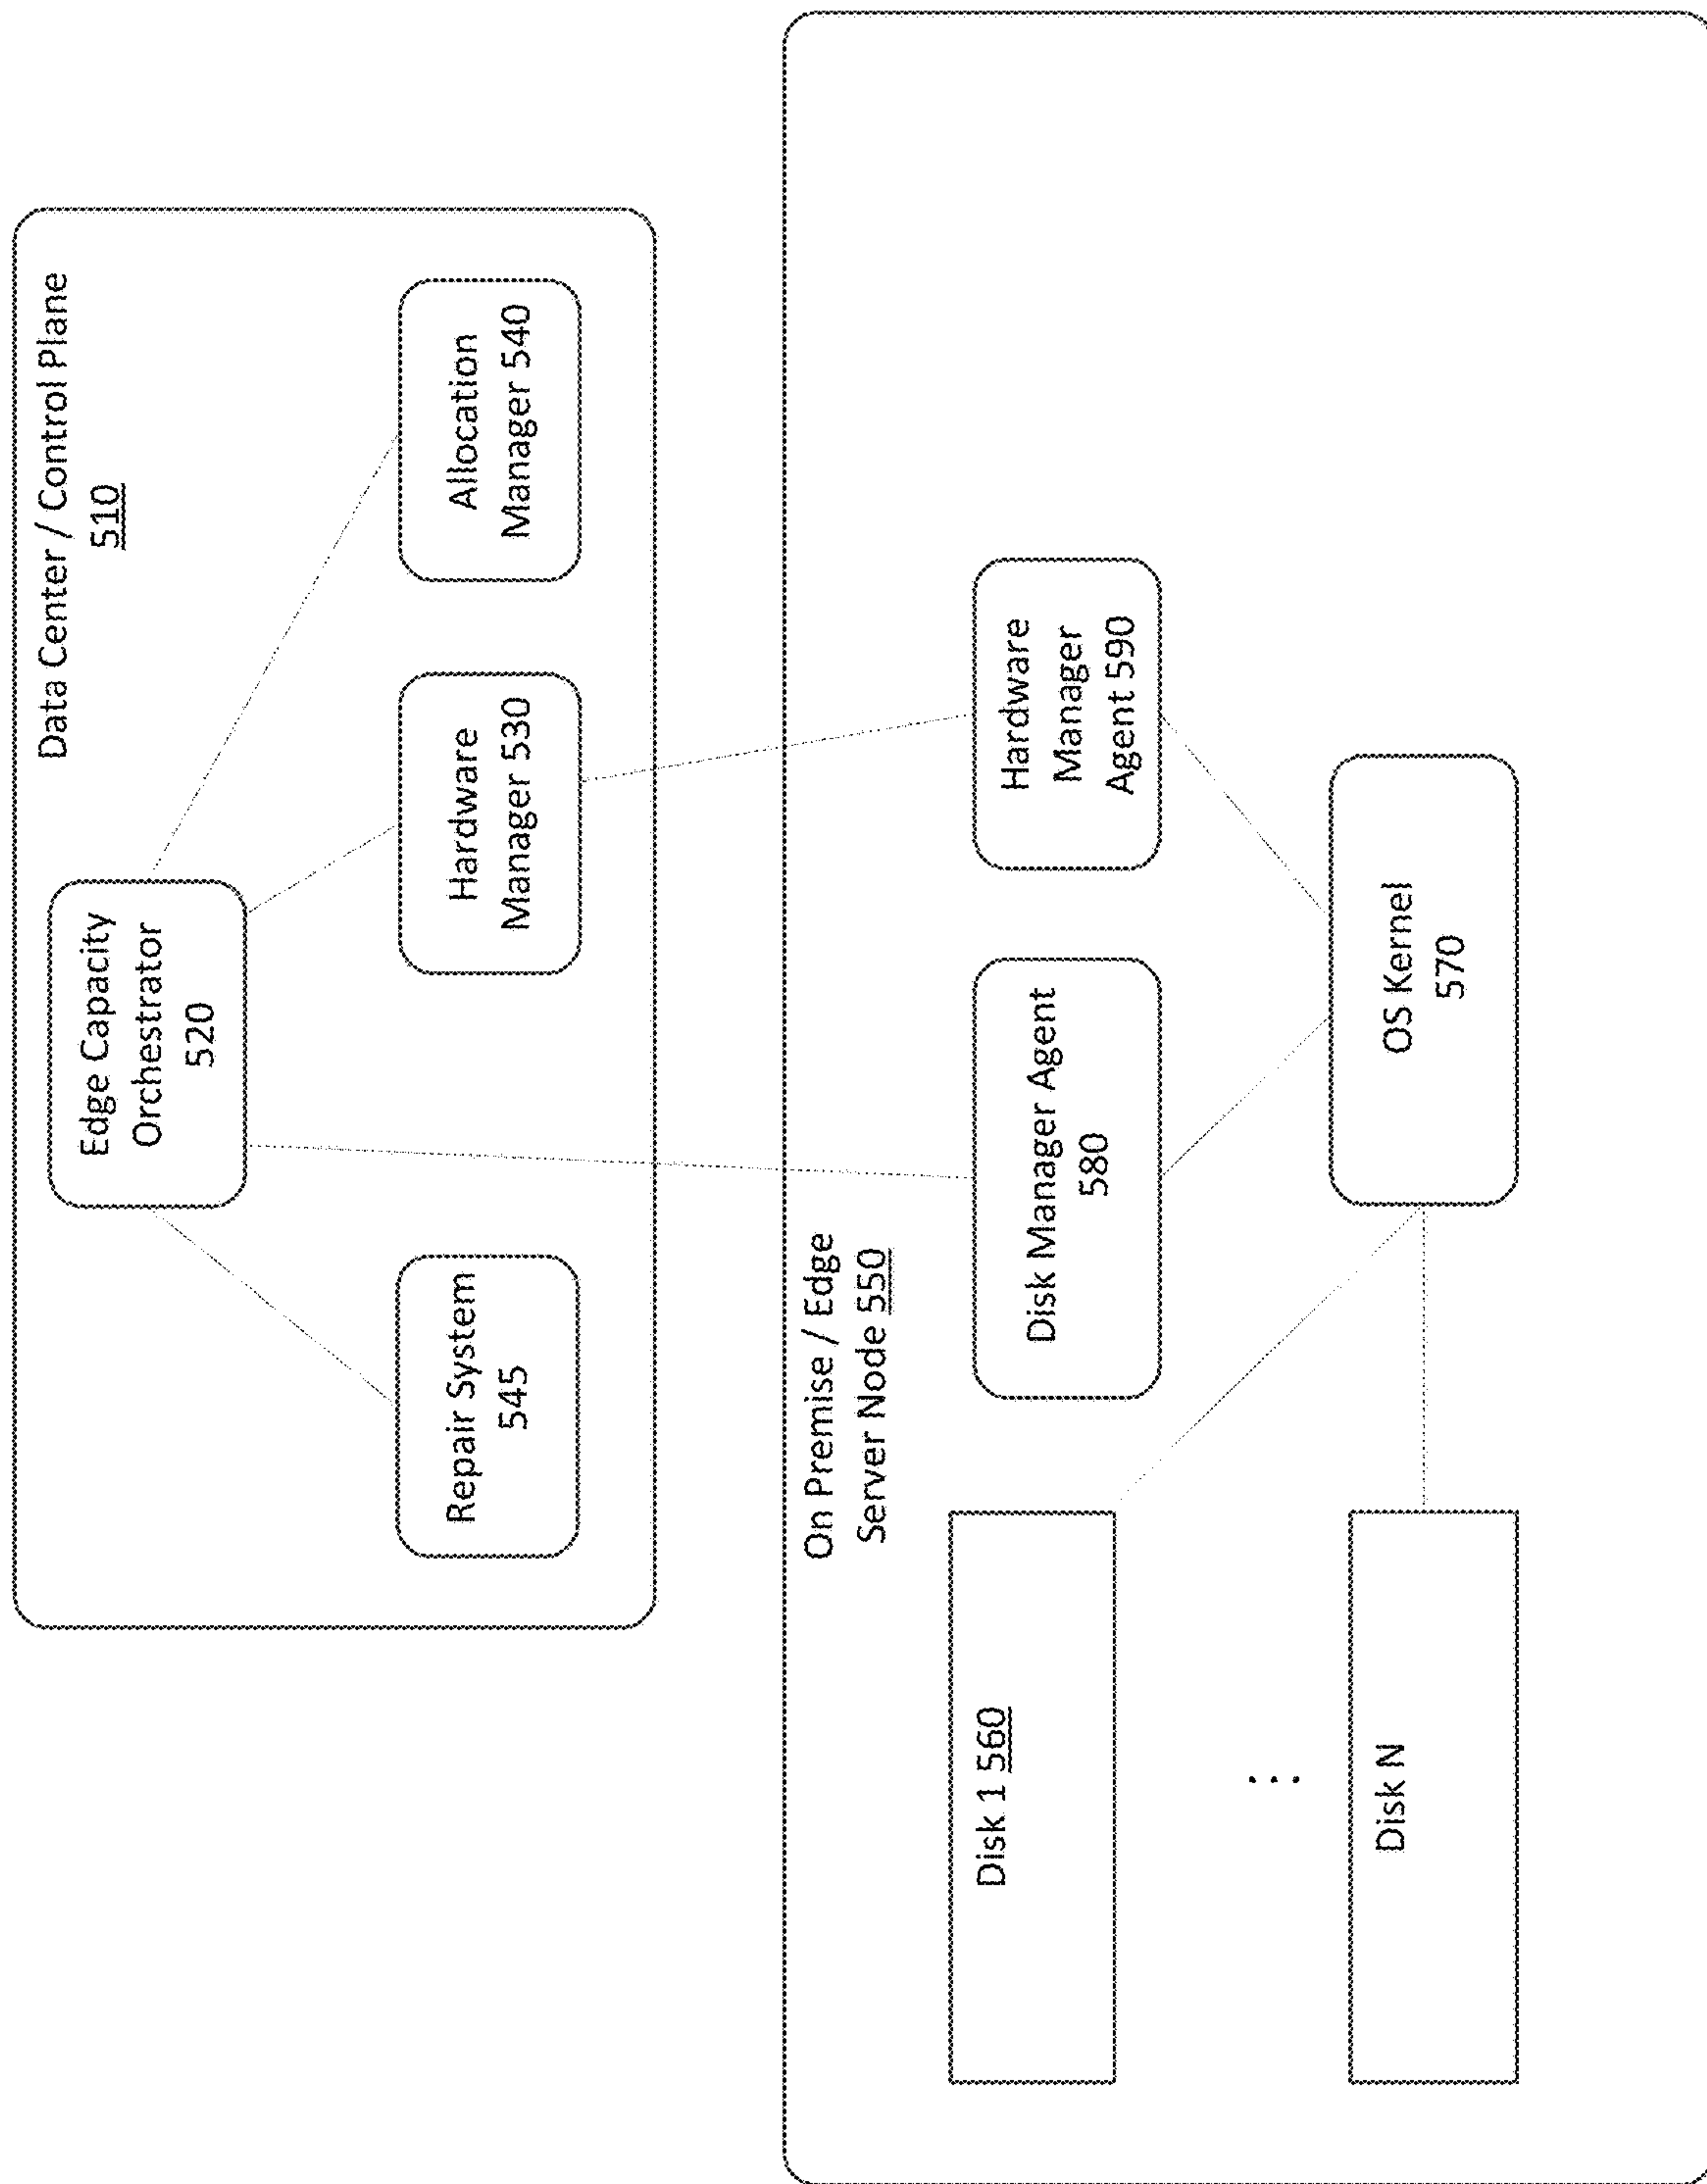 Data Center / Control Plane
510
Edge Capacity
Orchestrator
520
Repair System
545
Hardware
Manager 530
Allocation
Manager 540
On Premise / Edge
Server Node 550
Disk 1 560
...
Disk N
Disk Manager Agent
580
Hardware
Manager
Agent 590
OS Kernel
570